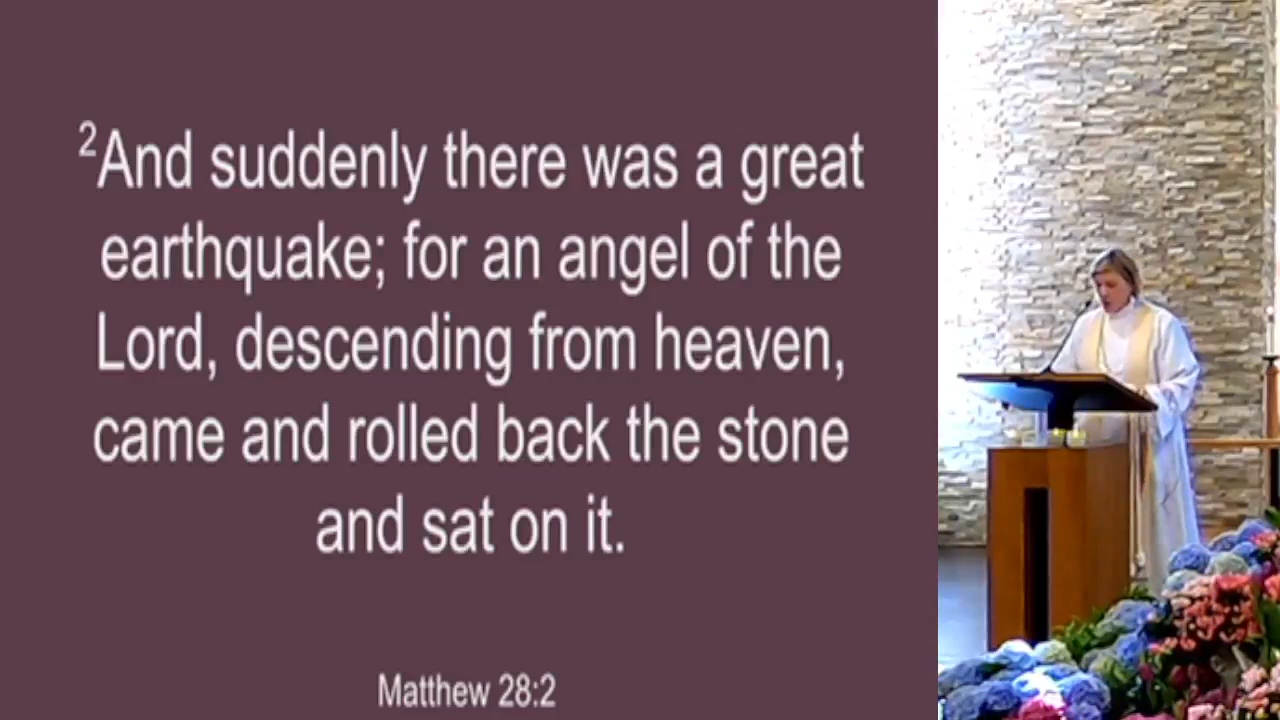 ²And suddenly there was a great
earthquake; for an angel of the
Lord, descending from heaven,
came and rolled back the stone
and sat on it.
Matthew 28:2